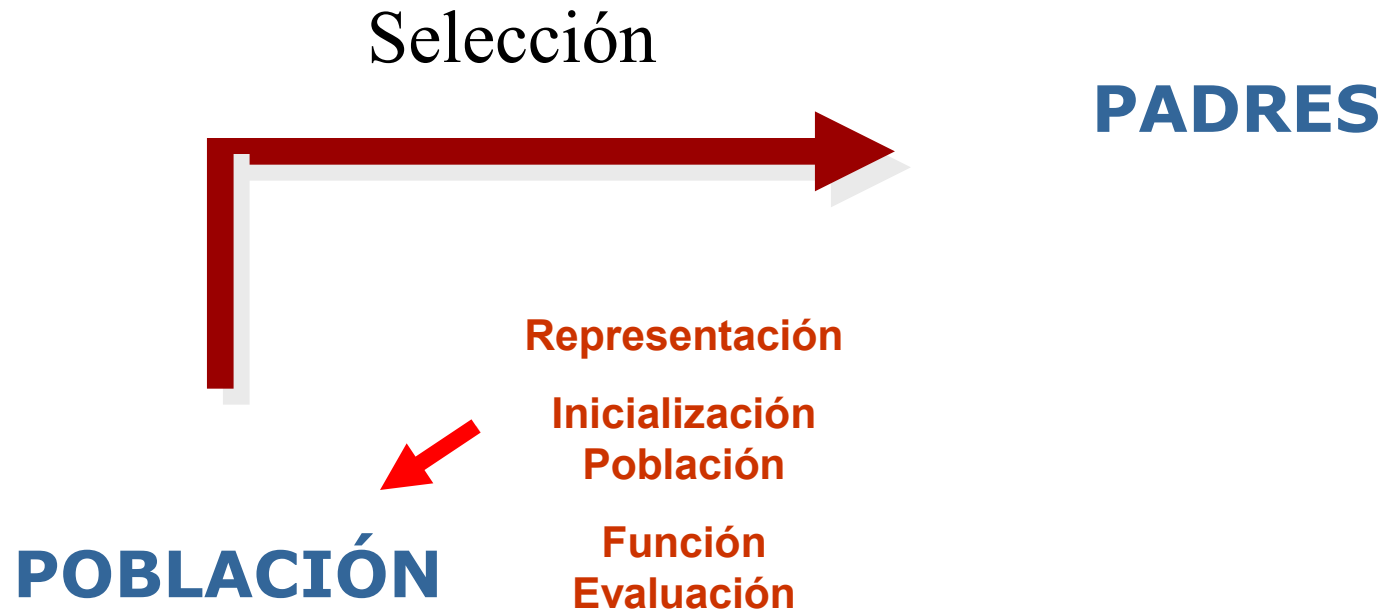 Selección
PADRES
Representación
Inicialización
Población
Función
Evaluación
POBLACIÓN